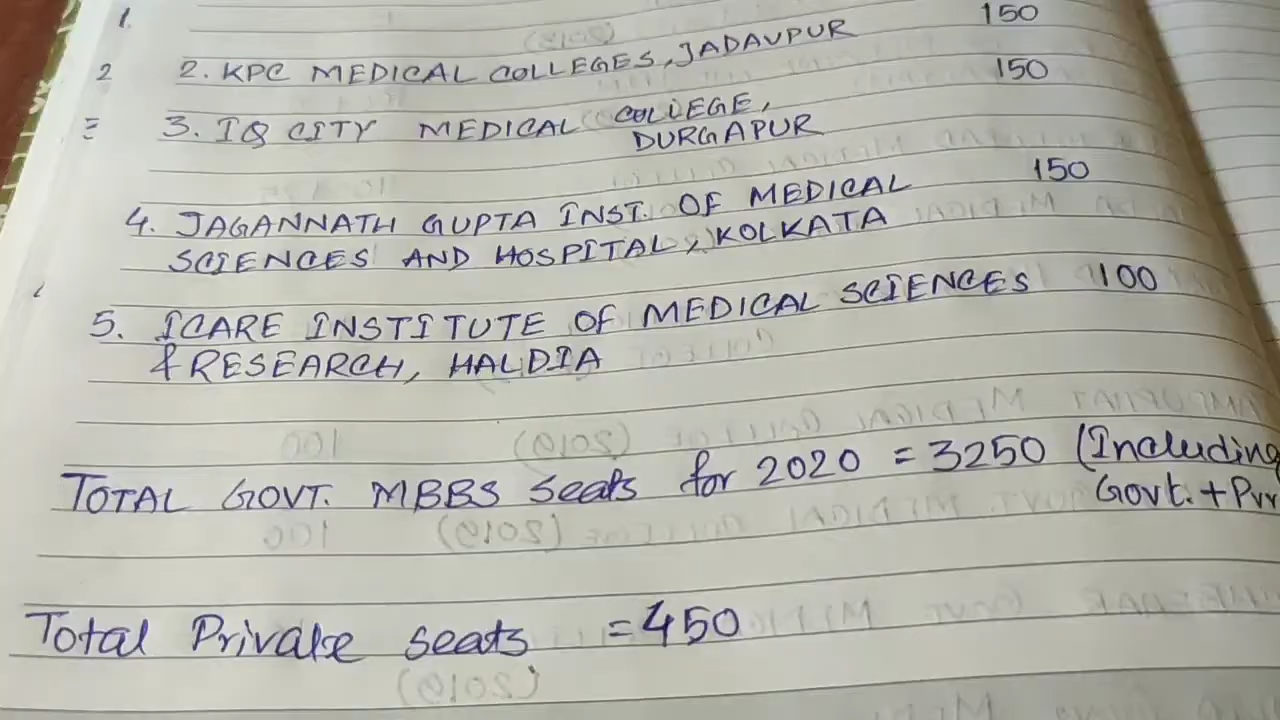 1.
2 2. KPC MEDICAL COLLEGES, JADAVPUR 150
3. IQ CITY MEDICAL COLLEGE, 150
DURGAPUR
4. JAGANNATH GUPTA INST. OF MEDICAL 150
SCIENCES AND HOSPITAL, KOLKATA
5. ICARE INSTITUTE OF MEDICAL SCIENCES 100
& RESEARCH, HALDIA
TOTAL GOVT. MBBS Seats for 2020 = 3250 (Including
Govt. + Pvr
Total Private seats = 450